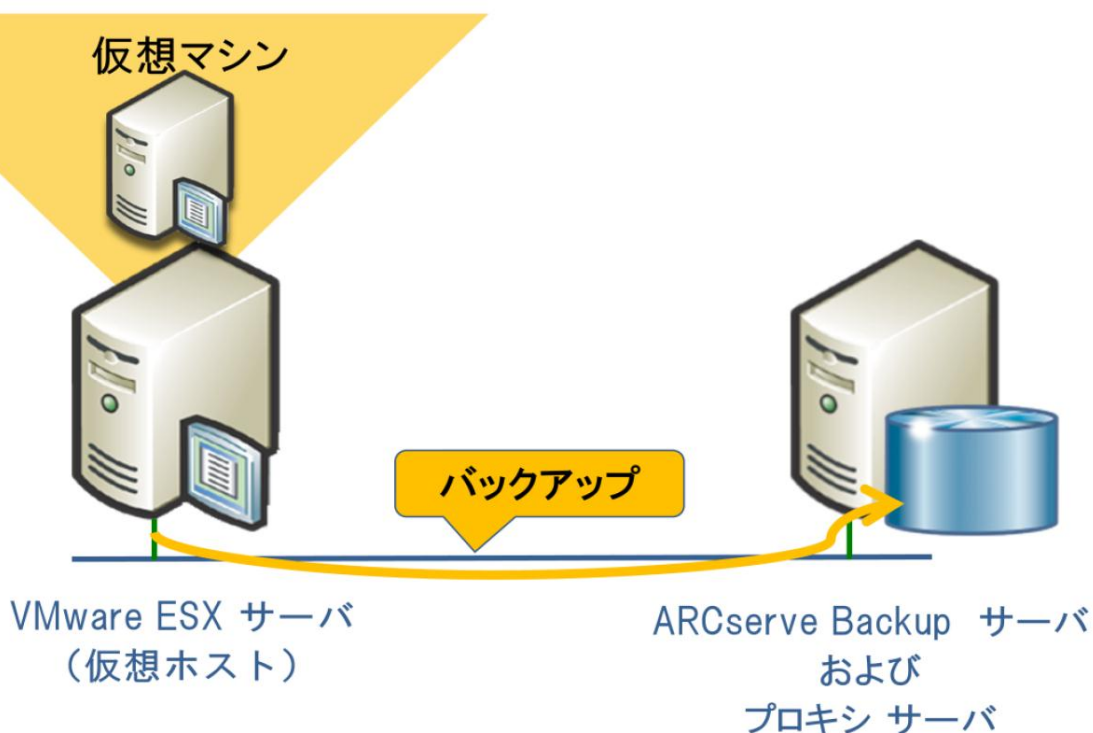 仮想マシン
バックアップ
VMware ESX サーバ
（仮想ホスト）
ARCserve Backup サーバ
および
プロキシ サーバ